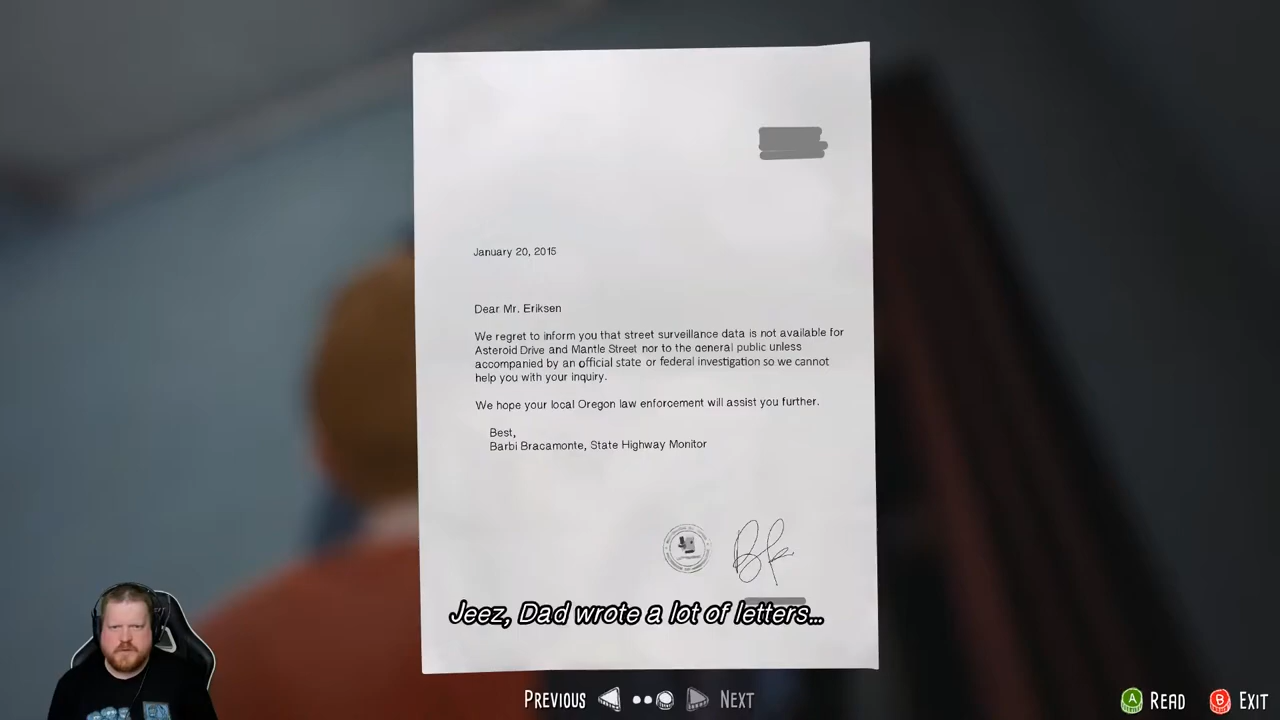 January 20, 2015
Dear Mr. Eriksen
We regret to inform you that street surveillance data is not available for
Asteroid Drive and Mantle Street nor to the general public unless
accompanied by an official state or federal investigation so we cannot
help you with your inquiry.
We hope your local Oregon law enforcement will assist you further.
Best,
Barbi Bracamonte, State Highway Monitor
Jeez, Dad wrote a lot of letters...
PREVIOUS
NEXT
A READ
B EXIT